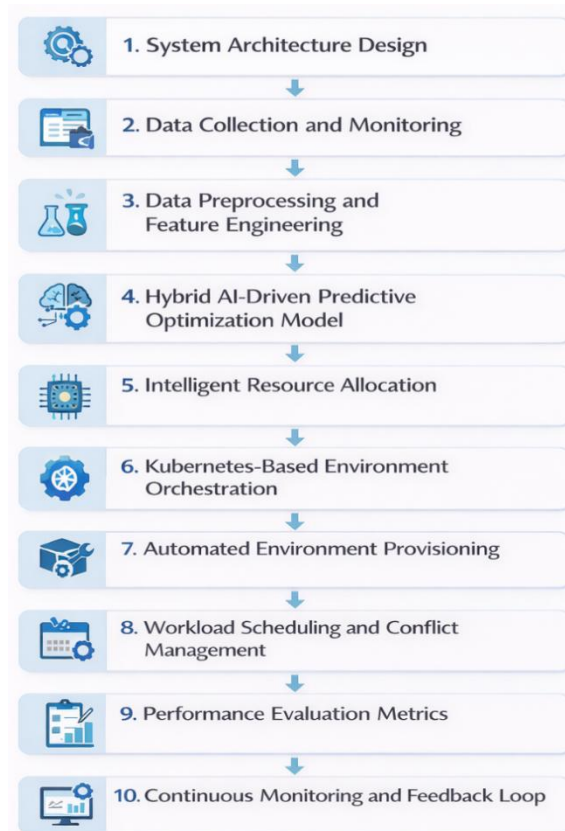 1. System Architecture Design
2. Data Collection and Monitoring
3. Data Preprocessing and
Feature Engineering
4. Hybrid AI-Driven Predictive
Optimization Model
5. Intelligent Resource Allocation
6. Kubernetes-Based Environment
Orchestration
7. Automated Environment Provisioning
8. Workload Scheduling and Conflict
Management
9. Performance Evaluation Metrics
10. Continuous Monitoring and Feedback Loop